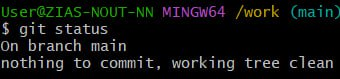 User@ZIAS-NOUT-NN MINGW64 /work (main)
$ git status
On branch main
nothing to commit, working tree clean